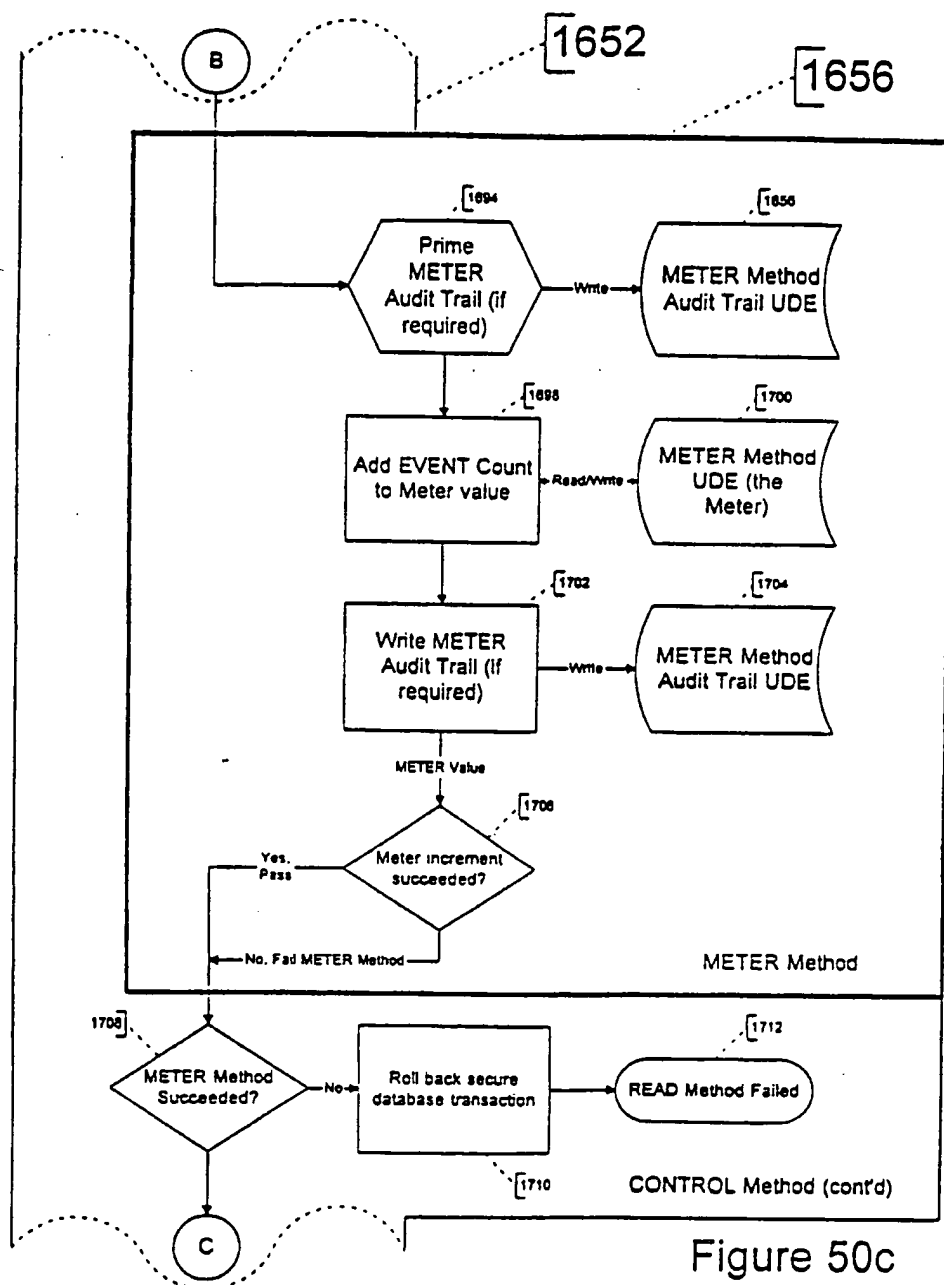 B
1652
1656
1694
Prime
METER
Audit Trail (if
required)
Write
1656
METER Method
Audit Trail UDE
1698
Add EVENT Count
to Meter value
Read/Write
1700
METER Method
UDE (the
Meter)
1702
Write METER
Audit Trail (if
required)
Write
1704
METER Method
Audit Trail UDE
METER Value
1706
Meter increment
succeeded?
Yes,
Pass
No, Fail METER Method
METER Method
1708
METER Method
Succeeded?
No
Roll back secure
database transaction
1710
1712
READ Method Failed
CONTROL Method (cont'd)
C
Figure 50c